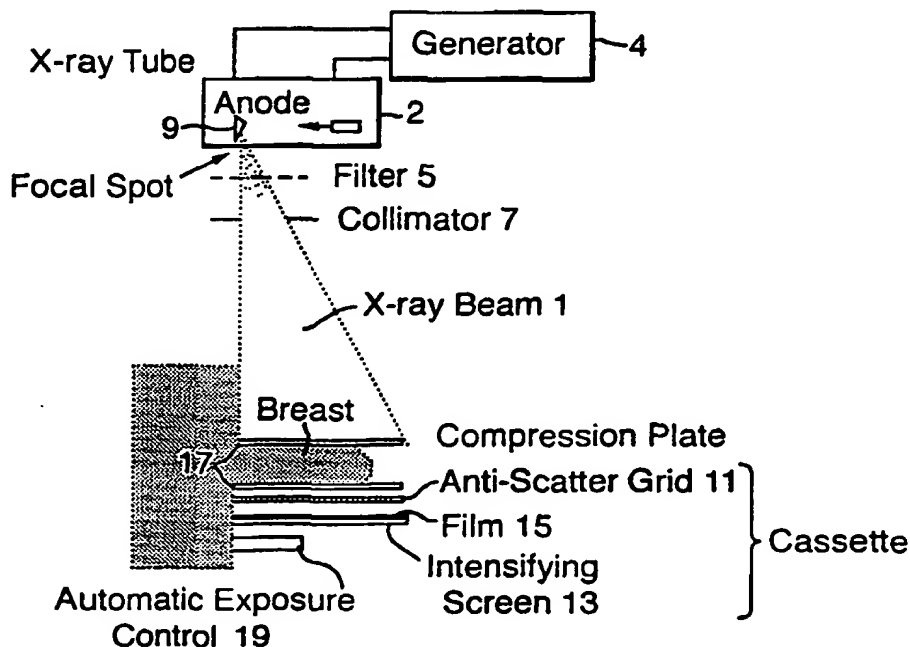 Generator
4
X-ray Tube
Anode
2
9
Focal Spot
Filter 5
Collimator 7
X-ray Beam 1
Breast
Compression Plate
17
Anti-Scatter Grid 11
Film 15
Cassette
Intensifying
Screen 13
Automatic Exposure
Control 19